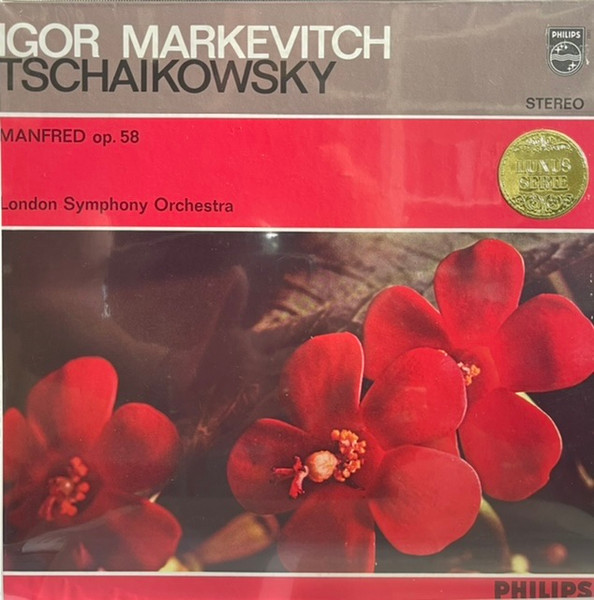 IGOR MARKEVITCH
TSCHAIKOWSKY
PHILIPS
STEREO
MANFRED op. 58
LUXUS
SERIE
London Symphony Orchestra
PHILIPS